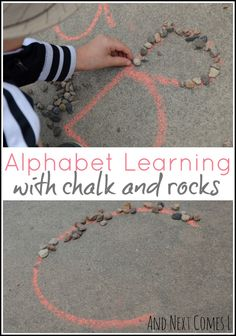 Alphabet Learning
with chalk and rocks
AND NEXT COMES L